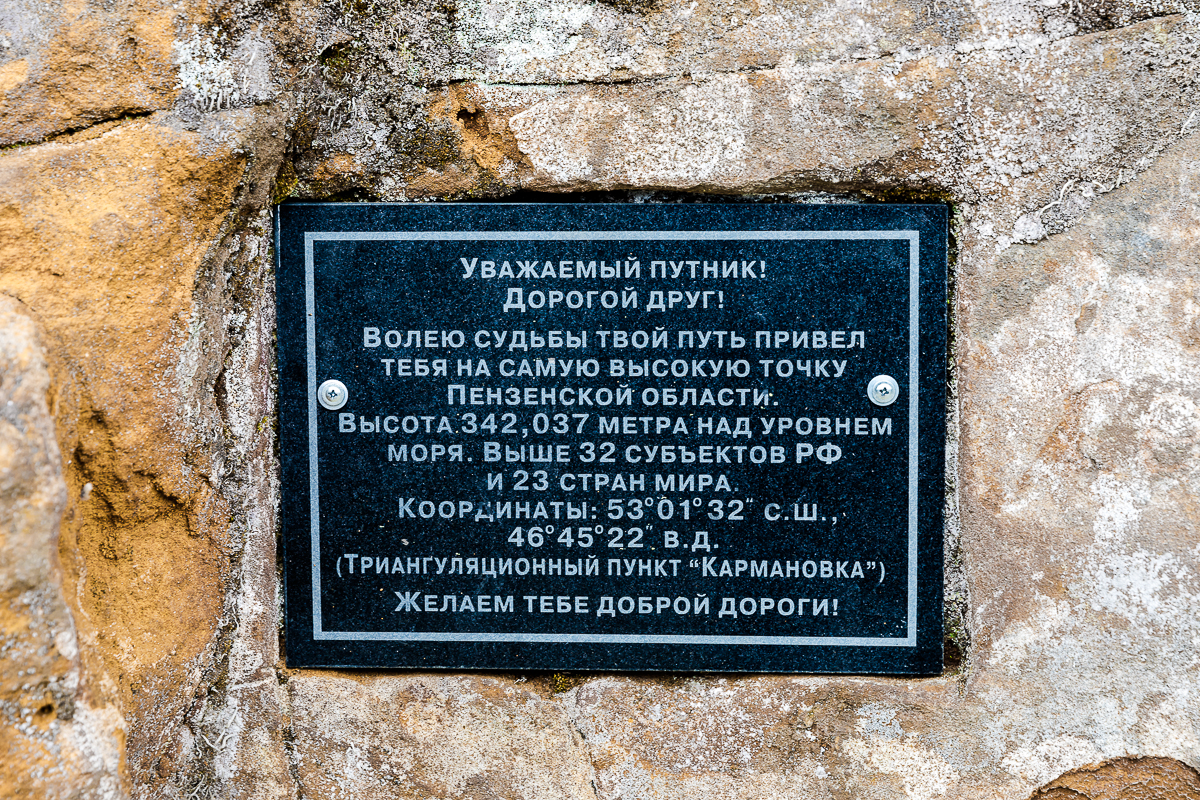 Уважаемый путник!
Дорогой друг!
Волею судьбы твой путь привел
тебя на самую высокую точку
Пензенской области.
Высота 342,037 метра над уровнем
моря. Выше 32 субъектов РФ
и 23 стран мира.
Координаты: 53°01°32" с.ш.,
46°45°22" в.д.
(Триангуляционный пункт “Кармановка”)
Желаем тебе доброй дороги!